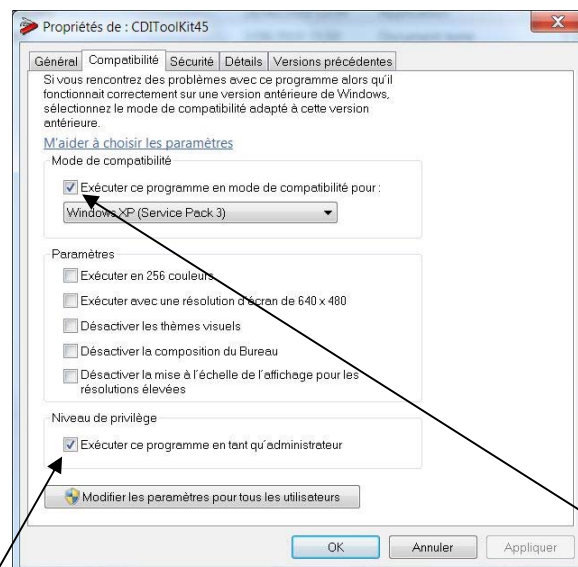 Propriétés de : CDIToolKit45
Général Compatibilité Sécurité Détails Versions précédentes
Si vous rencontrez des problèmes avec ce programme alors qu'il
fonctionnait correctement sur une version antérieure de Windows,
sélectionnez le mode de compatibilité adapté à cette version
antérieure.
M'aider à choisir les paramètres
Mode de compatibilité
Exécuter ce programme en mode de compatibilité pour :
Windows XP (Service Pack 3)
Paramètres
Exécuter en 256 couleurs
Exécuter avec une résolution d'écran de 640 x 480
Désactiver les thèmes visuels
Désactiver la composition du Bureau
Désactiver la mise à l'échelle de l'affichage pour les
résolutions élevées
Niveau de privilège
Exécuter ce programme en tant qu'administrateur
Modifier les paramètres pour tous les utilisateurs
OK Annuler Appliquer